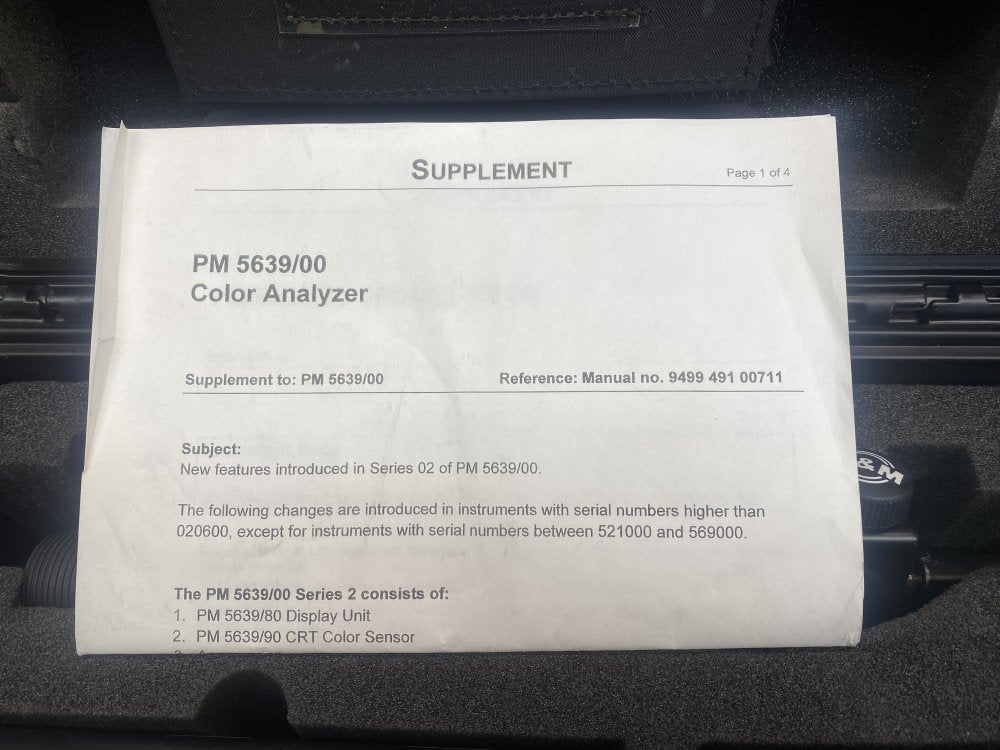 SUPPLEMENT
Page 1 of 4
PM 5639/00
Color Analyzer
Supplement to: PM 5639/00
Reference: Manual no. 9499 491 00711
Subject:
New features introduced in Series 02 of PM 5639/00.
The following changes are introduced in instruments with serial numbers higher than
020600, except for instruments with serial numbers between 521000 and 569000.
The PM 5639/00 Series 2 consists of:
1. PM 5639/80 Display Unit
2. PM 5639/90 CRT Color Sensor
&M